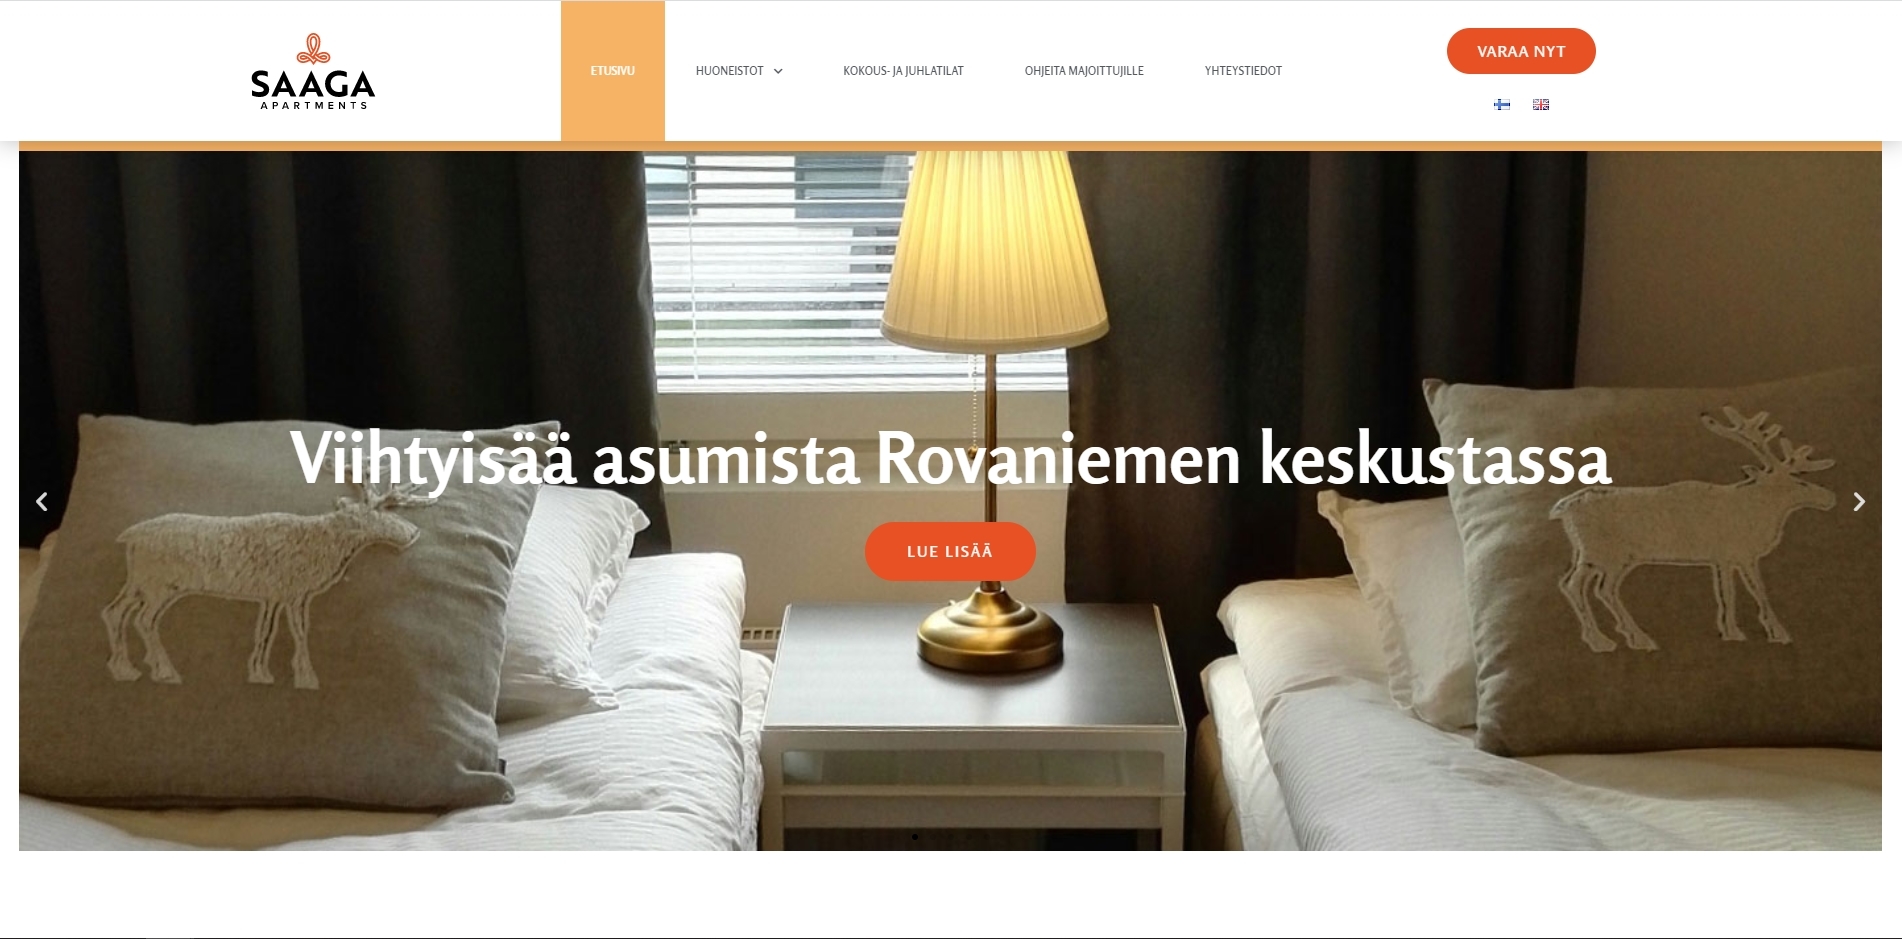 SAAGA
APARTMENTS
ETUSIVU
HUONEISTOT
KOKOUS- JA JUHLATILAT
OHJEITA MAJOITTUJILLE
YHTEYSTIEDOT
VARAA NYT
Viihtyisää asumista Rovaniemen keskustassa
LUE LISÄÄ